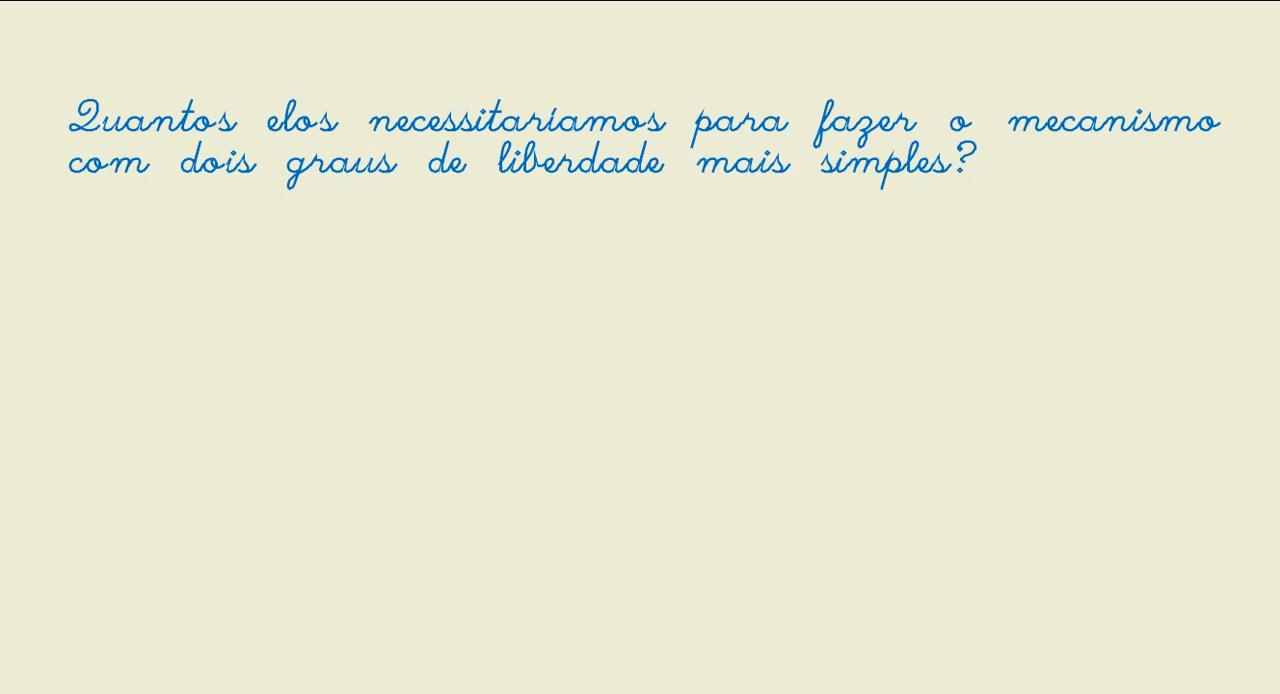 Quantos elos necessitaríamos para fazer o mecanismo
com dois graus de liberdade mais simples?